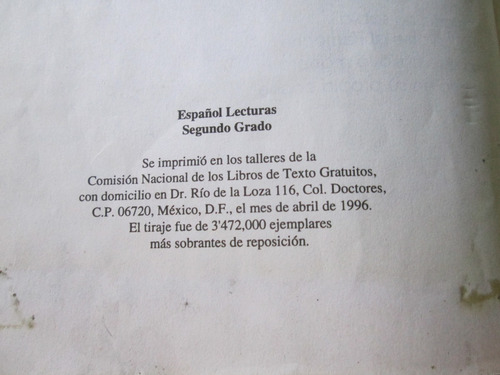 Español Lecturas
Segundo Grado
Se imprimió en los talleres de la
Comisión Nacional de los Libros de Texto Gratuitos,
con domicilio en Dr. Río de la Loza 116, Col. Doctores,
C.P. 06720, México, D.F., el mes de abril de 1996.
El tiraje fue de 3'472,000 ejemplares
más sobrantes de reposición.